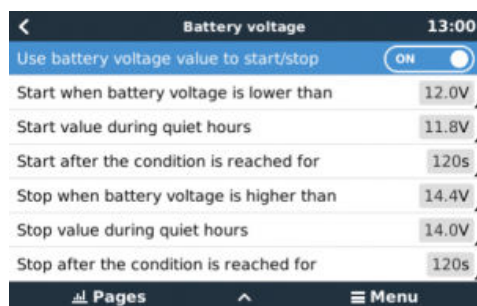 Battery voltage 13:00
Use battery voltage value to start/stop ON
Start when battery voltage is lower than 12.0V
Start value during quiet hours 11.8V
Start after the condition is reached for 120s
Stop when battery voltage is higher than 14.4V
Stop value during quiet hours 14.0V
Stop after the condition is reached for 120s
Pages Menu